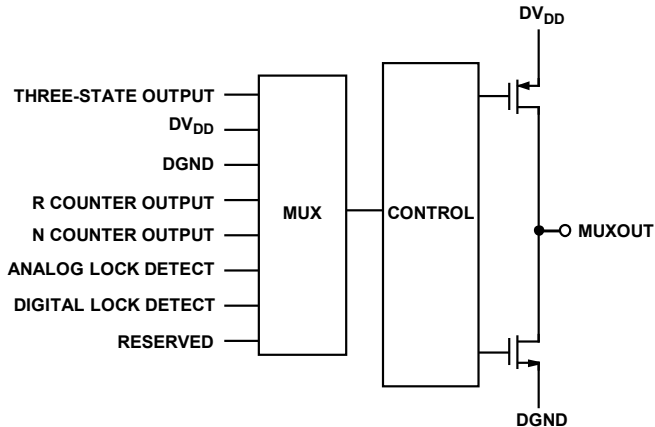 DVDD
THREE-STATE OUTPUT
DVDD
DGND
R COUNTER OUTPUT
N COUNTER OUTPUT
ANALOG LOCK DETECT
DIGITAL LOCK DETECT
RESERVED
MUX
CONTROL
MUXOUT
DGND